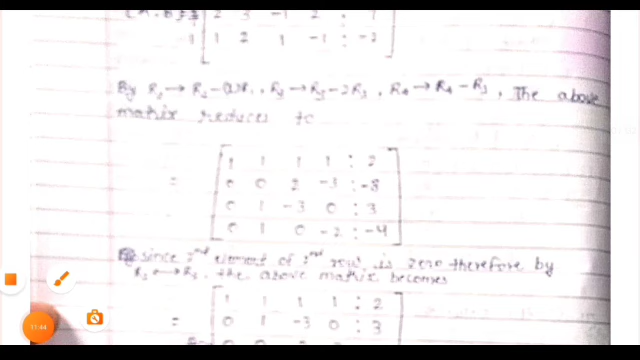 2 3 -1 2 : 1
1 2 1 -1 : -2
By R₂ → R₂-(2)R₁, R₃ → R₃-2R₁, R₄ → R₄-R₁, The above
matrix reduces to
1 1 1 1 : 2
= 0 0 2 -3 : -8
0 1 -3 0 : 3
0 1 0 -2 : -4
since 2nd element of 2nd row is zero therefore by
the above matrix becomes
1 1 1 1 : 2
= 0 1 -3 0 : 3
11:44